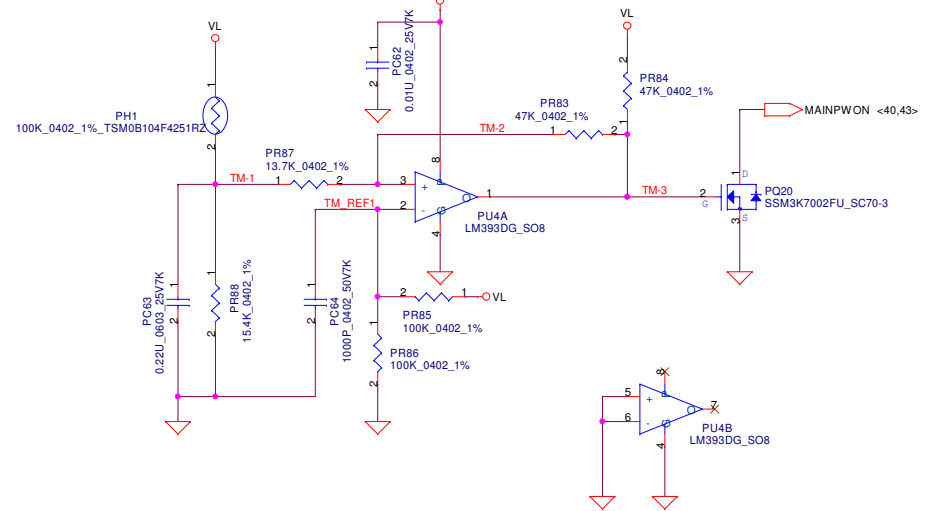 VL
PH1
100K_0402_1%_TSM0B104F4251RZ
1
2
PC62
0.01U_0402_25V7K
1
2
VL
PR84
47K_0402_1%
2
1
PR83
47K_0402_1%
1
2
TM-2
MAINPWON <40,43>
PR87
13.7K_0402_1%
1
2
TM-1
TM_REF1
8
3
+
2
-
P
G
O
1
4
PU4A
LM393DG_SO8
TM-3
2
G
1
D
3
S
PQ20
SSM3K7002FU_SC70-3
PC63
0.22U_0603_25V7K
1
2
PR88
15.4K_0402_1%
1
2
PC64
1000P_0402_50V7K
1
2
2
1
VL
PR85
100K_0402_1%
1
2
PR86
100K_0402_1%
8
5
+
6
-
P
G
O
7
4
PU4B
LM393DG_SO8